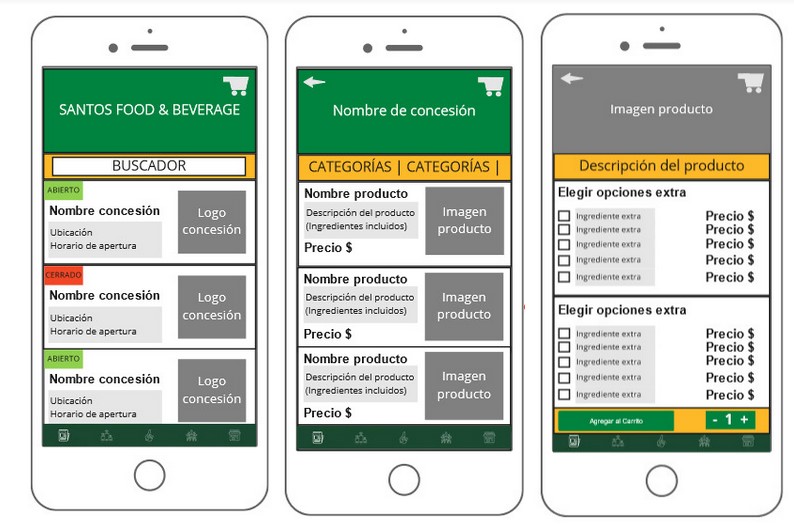 SANTOS FOOD & BEVERAGE
BUSCADOR
ABIERTO
Nombre concesión
Ubicación
Horario de apertura
Logo
concesión
CERRADO
Nombre concesión
Ubicación
Horario de apertura
Logo
concesión
ABIERTO
Nombre concesión
Ubicación
Horario de apertura
Logo
concesión
Nombre de concesión
CATEGORÍAS | CATEGORÍAS |
Nombre producto
Descripción del producto
(Ingredientes incluidos)
Precio $
Imagen
producto
Nombre producto
Descripción del producto
(Ingredientes incluidos)
Precio $
Imagen
producto
Nombre producto
Descripción del producto
(Ingredientes incluidos)
Precio $
Imagen
producto
Imagen producto
Descripción del producto
Elegir opciones extra
Ingrediente extra Precio $
Ingrediente extra Precio $
Ingrediente extra Precio $
Ingrediente extra Precio $
Ingrediente extra Precio $
Elegir opciones extra
Ingrediente extra Precio $
Ingrediente extra Precio $
Ingrediente extra Precio $
Ingrediente extra Precio $
Ingrediente extra Precio $
Agregar al Carrito - 1 +